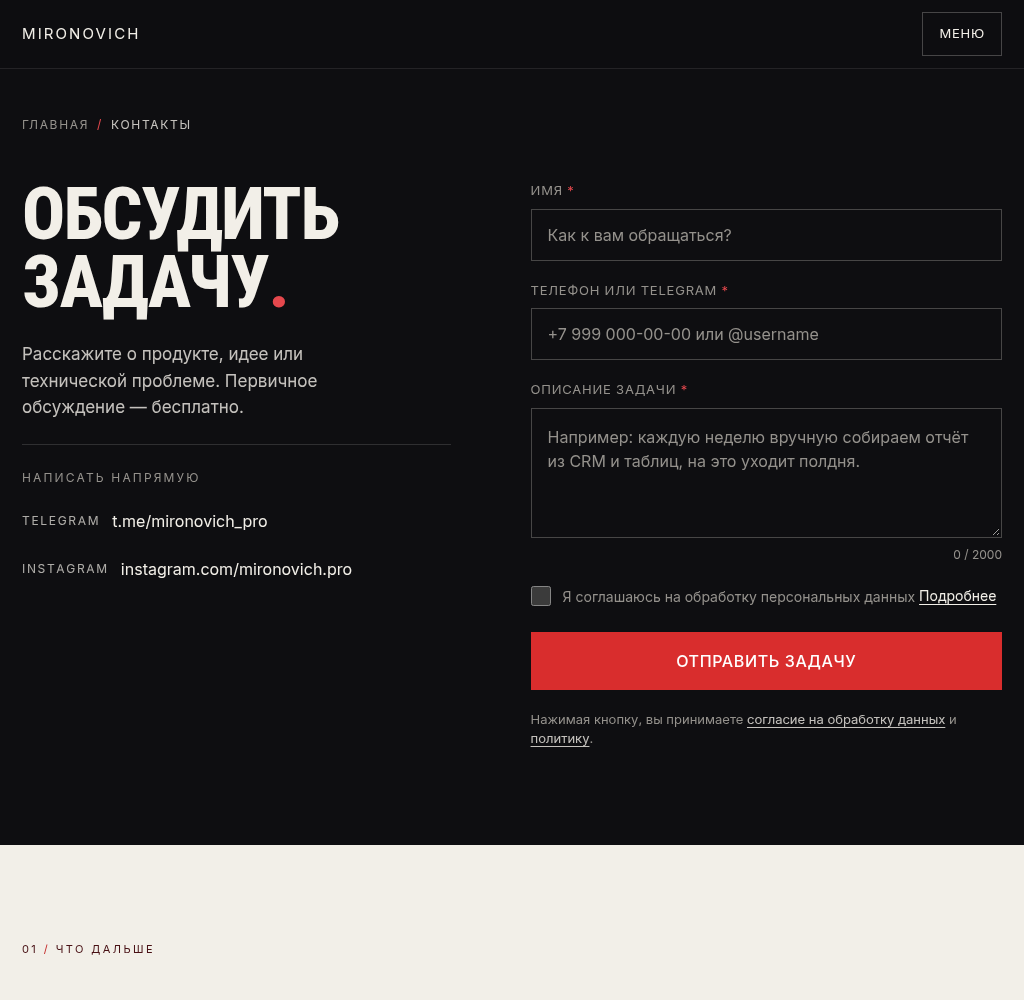 MIRONOVICH
МЕНЮ
ГЛАВНАЯ / КОНТАКТЫ
ОБСУДИТЬ
ЗАДАЧУ.
Расскажите о продукте, идее или
технической проблеме. Первичное
обсуждение — бесплатно.
НАПИСАТЬ НАПРЯМУЮ
TELEGRAM t.me/mironovich_pro
INSTAGRAM instagram.com/mironovich.pro
ИМЯ *
Как к вам обращаться?
ТЕЛЕФОН ИЛИ TELEGRAM *
+7 999 000-00-00 или @username
ОПИСАНИЕ ЗАДАЧИ *
Например: каждую неделю вручную собираем отчёт
из CRM и таблиц, на это уходит полдня.
0 / 2000
Я соглашаюсь на обработку персональных данных Подробнее
ОТПРАВИТЬ ЗАДАЧУ
Нажимая кнопку, вы принимаете согласие на обработку данных и
политику.
01 / ЧТО ДАЛЬШЕ